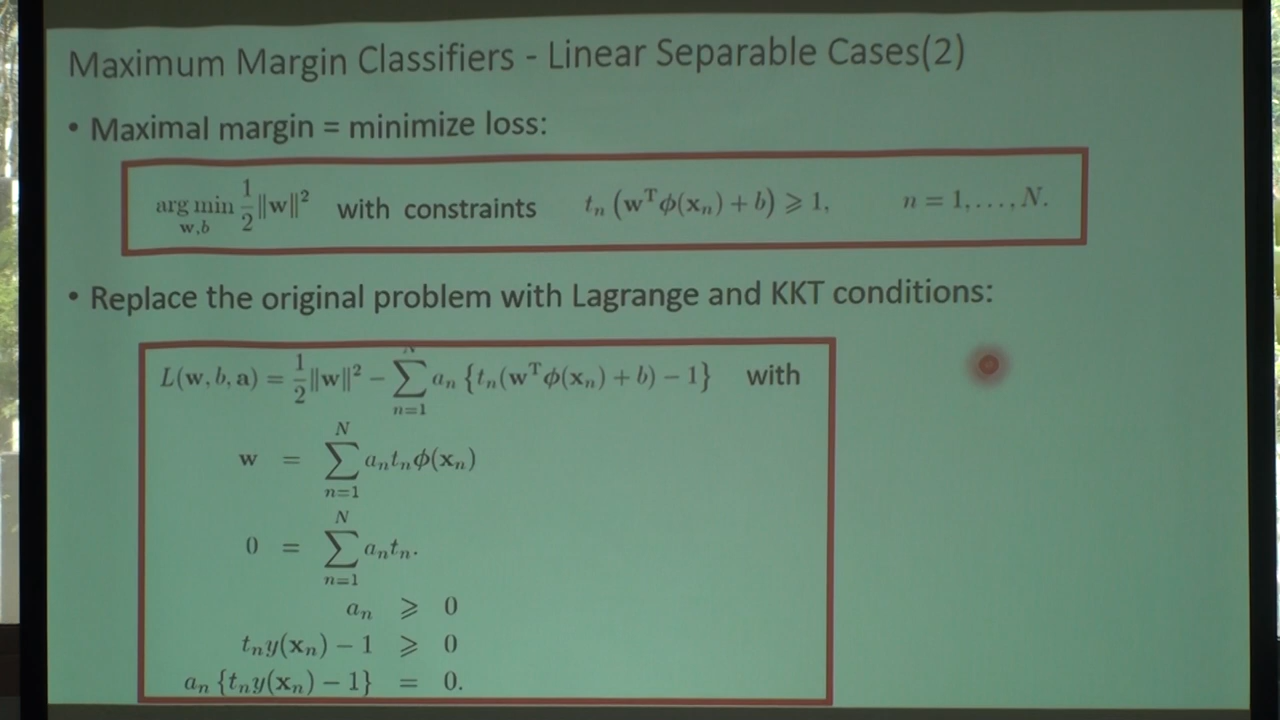 Maximum Margin Classifiers - Linear Separable Cases(2)
• Maximal margin = minimize loss:
arg min_{w,b} 1/2 ‖w‖² with constraints t_n (w^T ϕ(x_n) + b) ⩾ 1, n = 1, . . . , N.
• Replace the original problem with Lagrange and KKT conditions:
L(w, b, a) = 1/2 ‖w‖² − ∑_{n=1}^{N} a_n {t_n(w^T ϕ(x_n) + b) − 1} with
w = ∑_{n=1}^{N} a_n t_n ϕ(x_n)
0 = ∑_{n=1}^{N} a_n t_n.
a_n ⩾ 0
t_n y(x_n) − 1 ⩾ 0
a_n {t_n y(x_n) − 1} = 0.